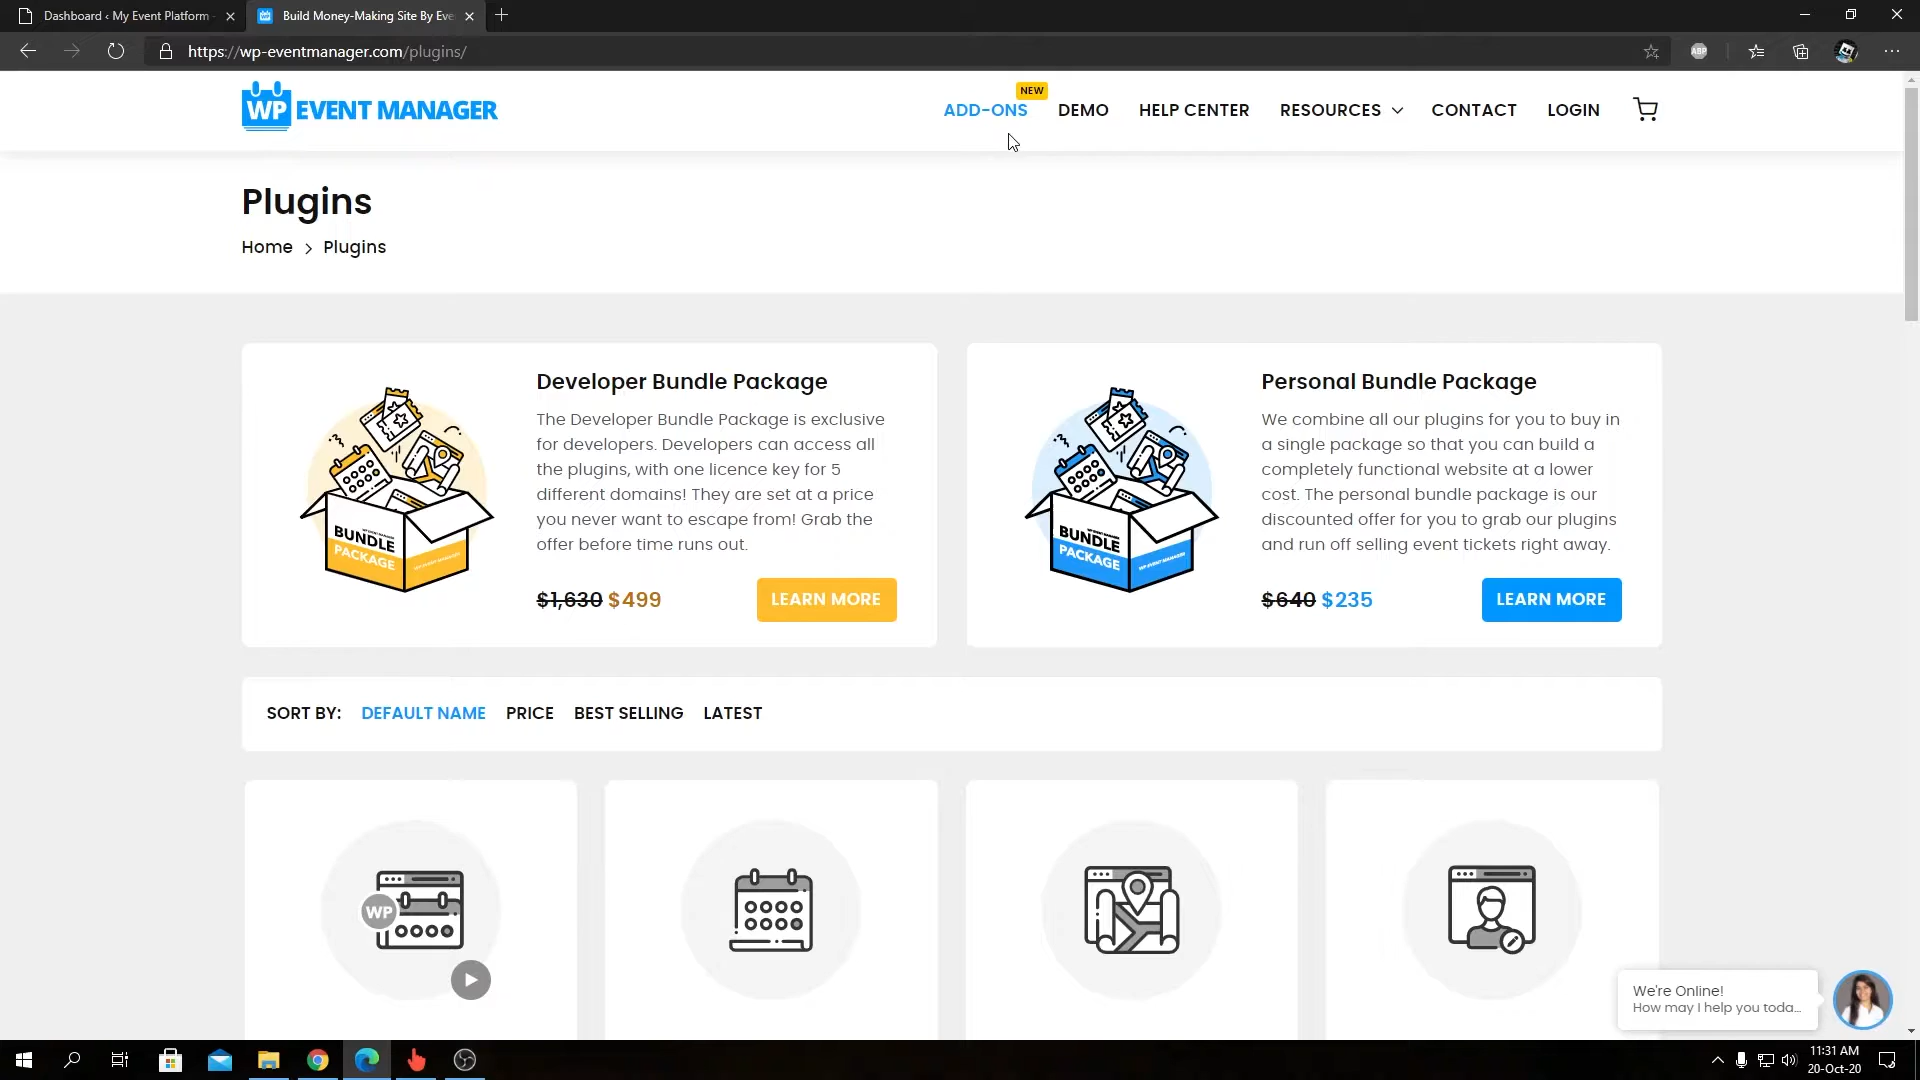 Dashboard ‹ My Event Platform -
Build Money-Making Site By Eve
https://wp-eventmanager.com/plugins/
ABP
WP EVENT MANAGER
NEW
ADD-ONS
DEMO
HELP CENTER
RESOURCES
CONTACT
LOGIN
Plugins
Home > Plugins
Developer Bundle Package
The Developer Bundle Package is exclusive
for developers. Developers can access all
the plugins, with one licence key for 5
different domains! They are set at a price
you never want to escape from! Grab the
offer before time runs out.
$1,630 $499
LEARN MORE
BUNDLE
PACKAGE
Personal Bundle Package
We combine all our plugins for you to buy in
a single package so that you can build a
completely functional website at a lower
cost. The personal bundle package is our
discounted offer for you to grab our plugins
and run off selling event tickets right away.
$640 $235
LEARN MORE
BUNDLE
PACKAGE
SORT BY: DEFAULT NAME PRICE BEST SELLING LATEST
WP
We're Online!
How may I help you toda...
11:31 AM
20-Oct-20